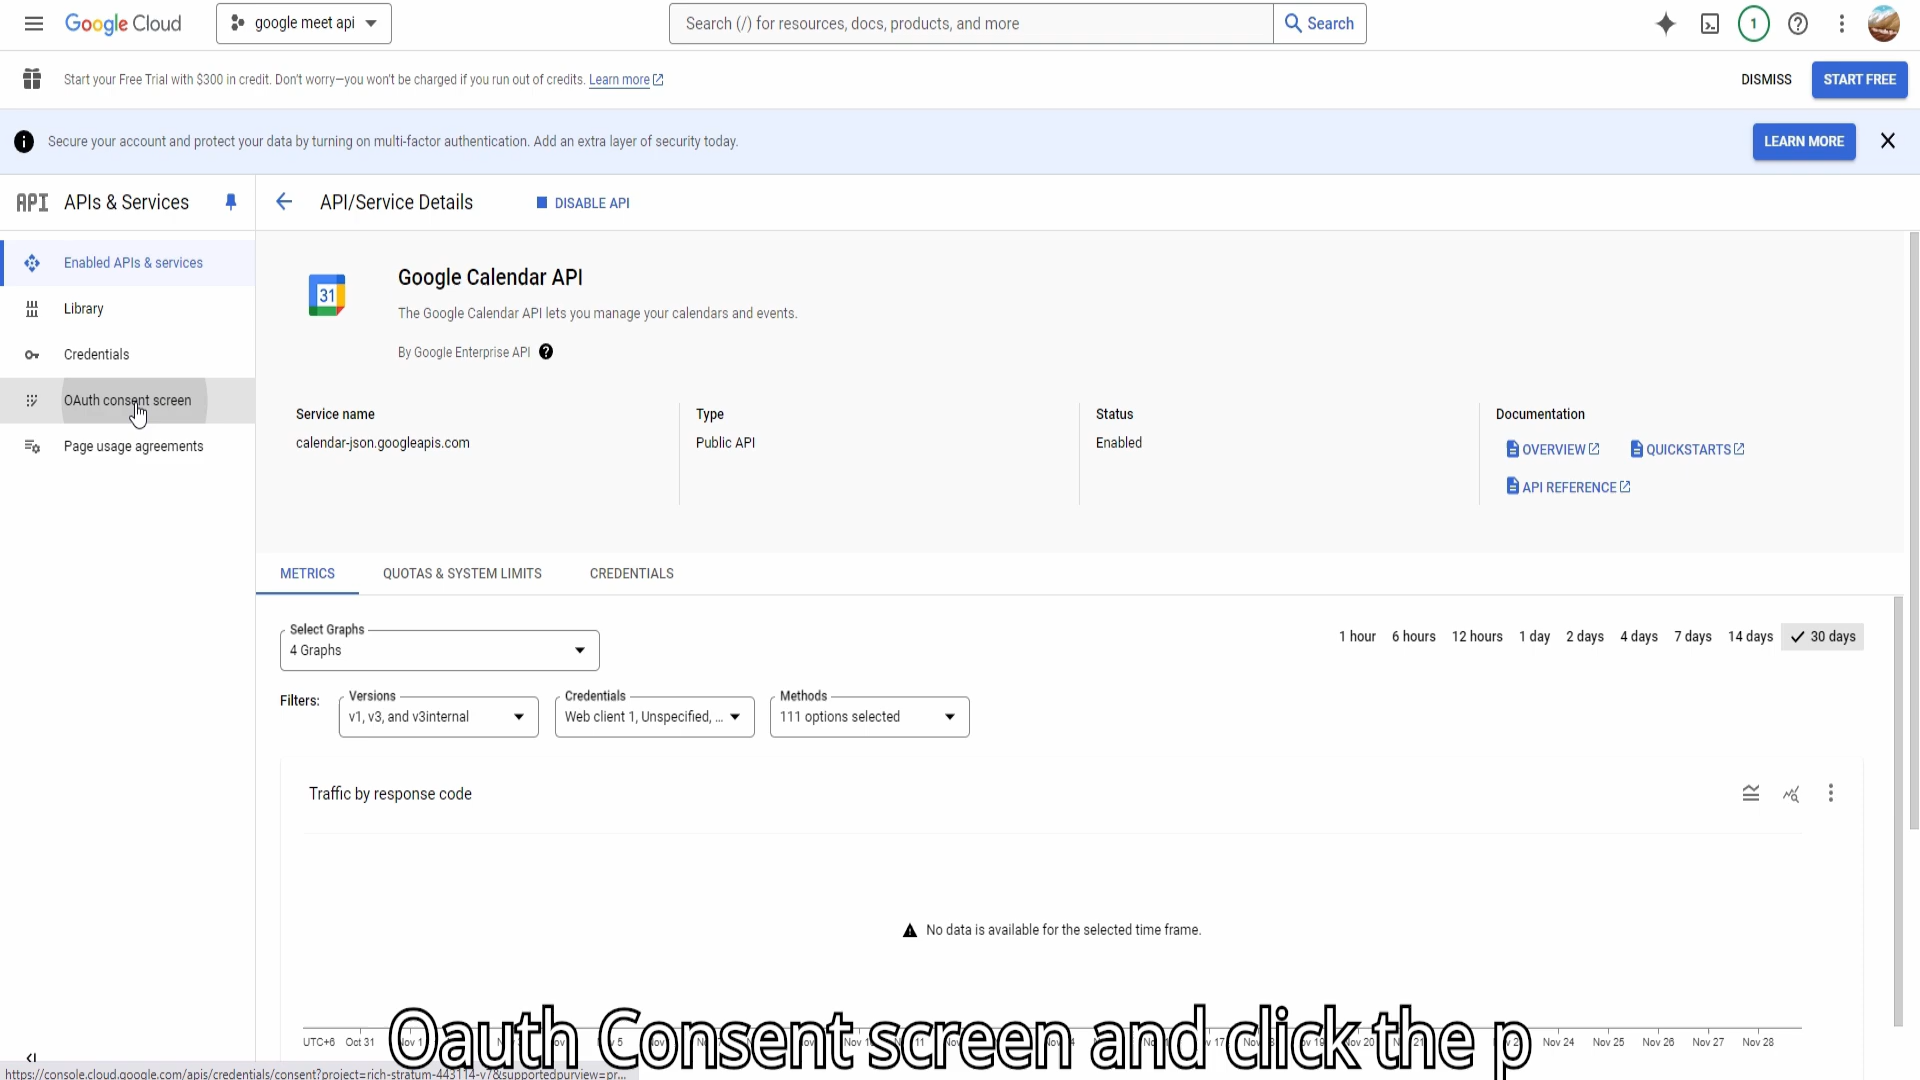 Google Cloud
google meet api
Search (/) for resources, docs, products, and more
Search
1
Start your Free Trial with $300 in credit. Don't worry—you won't be charged if you run out of credits. Learn more
DISMISS
START FREE
Secure your account and protect your data by turning on multi-factor authentication. Add an extra layer of security today.
LEARN MORE
API APIs & Services
API/Service Details
DISABLE API
Enabled APIs & services
Library
Credentials
OAuth consent screen
Page usage agreements
31
Google Calendar API
The Google Calendar API lets you manage your calendars and events.
By Google Enterprise API
Service name
calendar-json.googleapis.com
Type
Public API
Status
Enabled
Documentation
OVERVIEW
QUICKSTARTS
API REFERENCE
METRICS
QUOTAS & SYSTEM LIMITS
CREDENTIALS
Select Graphs
4 Graphs
1 hour
6 hours
12 hours
1 day
2 days
4 days
7 days
14 days
30 days
Filters:
Versions
v1, v3, and v3internal
Credentials
Web client 1, Unspecified, ...
Methods
111 options selected
Traffic by response code
No data is available for the selected time frame.
UTC+6 Oct 31 Nov 24 Nov 25 Nov 26 Nov 27 Nov 28
Oauth Consent screen and click the p
https://console.cloud.google.com/apis/credentials/consent?project=rich-stratum-443114-v7&supportedpurview=pr...